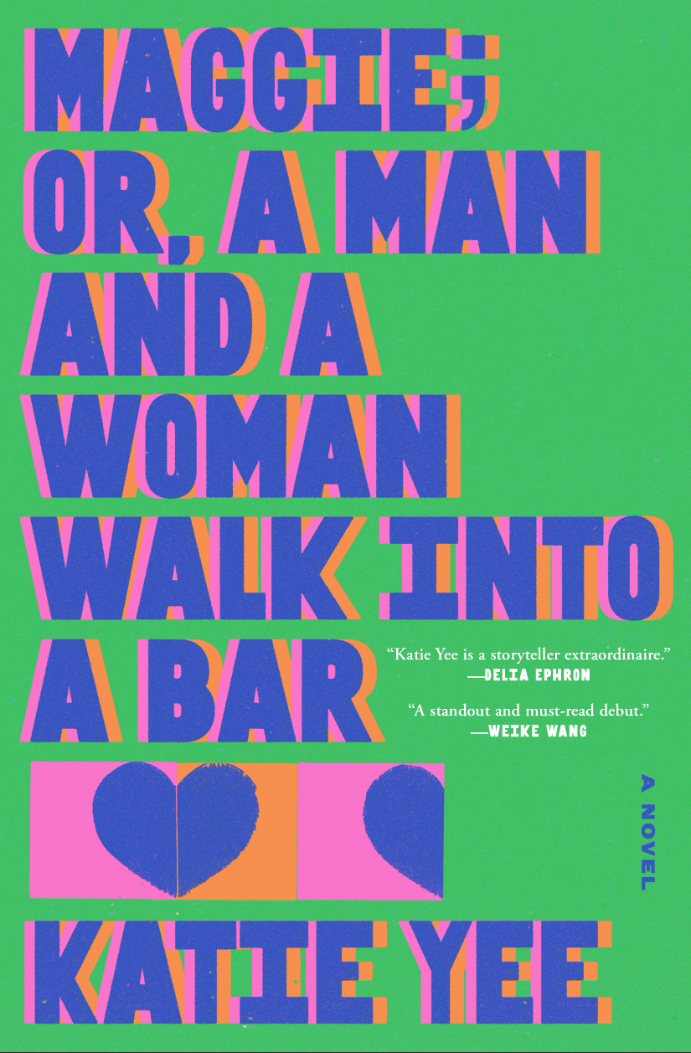 MAGGIE;
OR, A MAN
AND A
WOMAN
WALK INTO
A BAR
“Katie Yee is a storyteller extraordinaire.”
—DELIA EPHRON
“A standout and must-read debut.”
—WEIKE WANG
A NOVEL
KATIE YEE